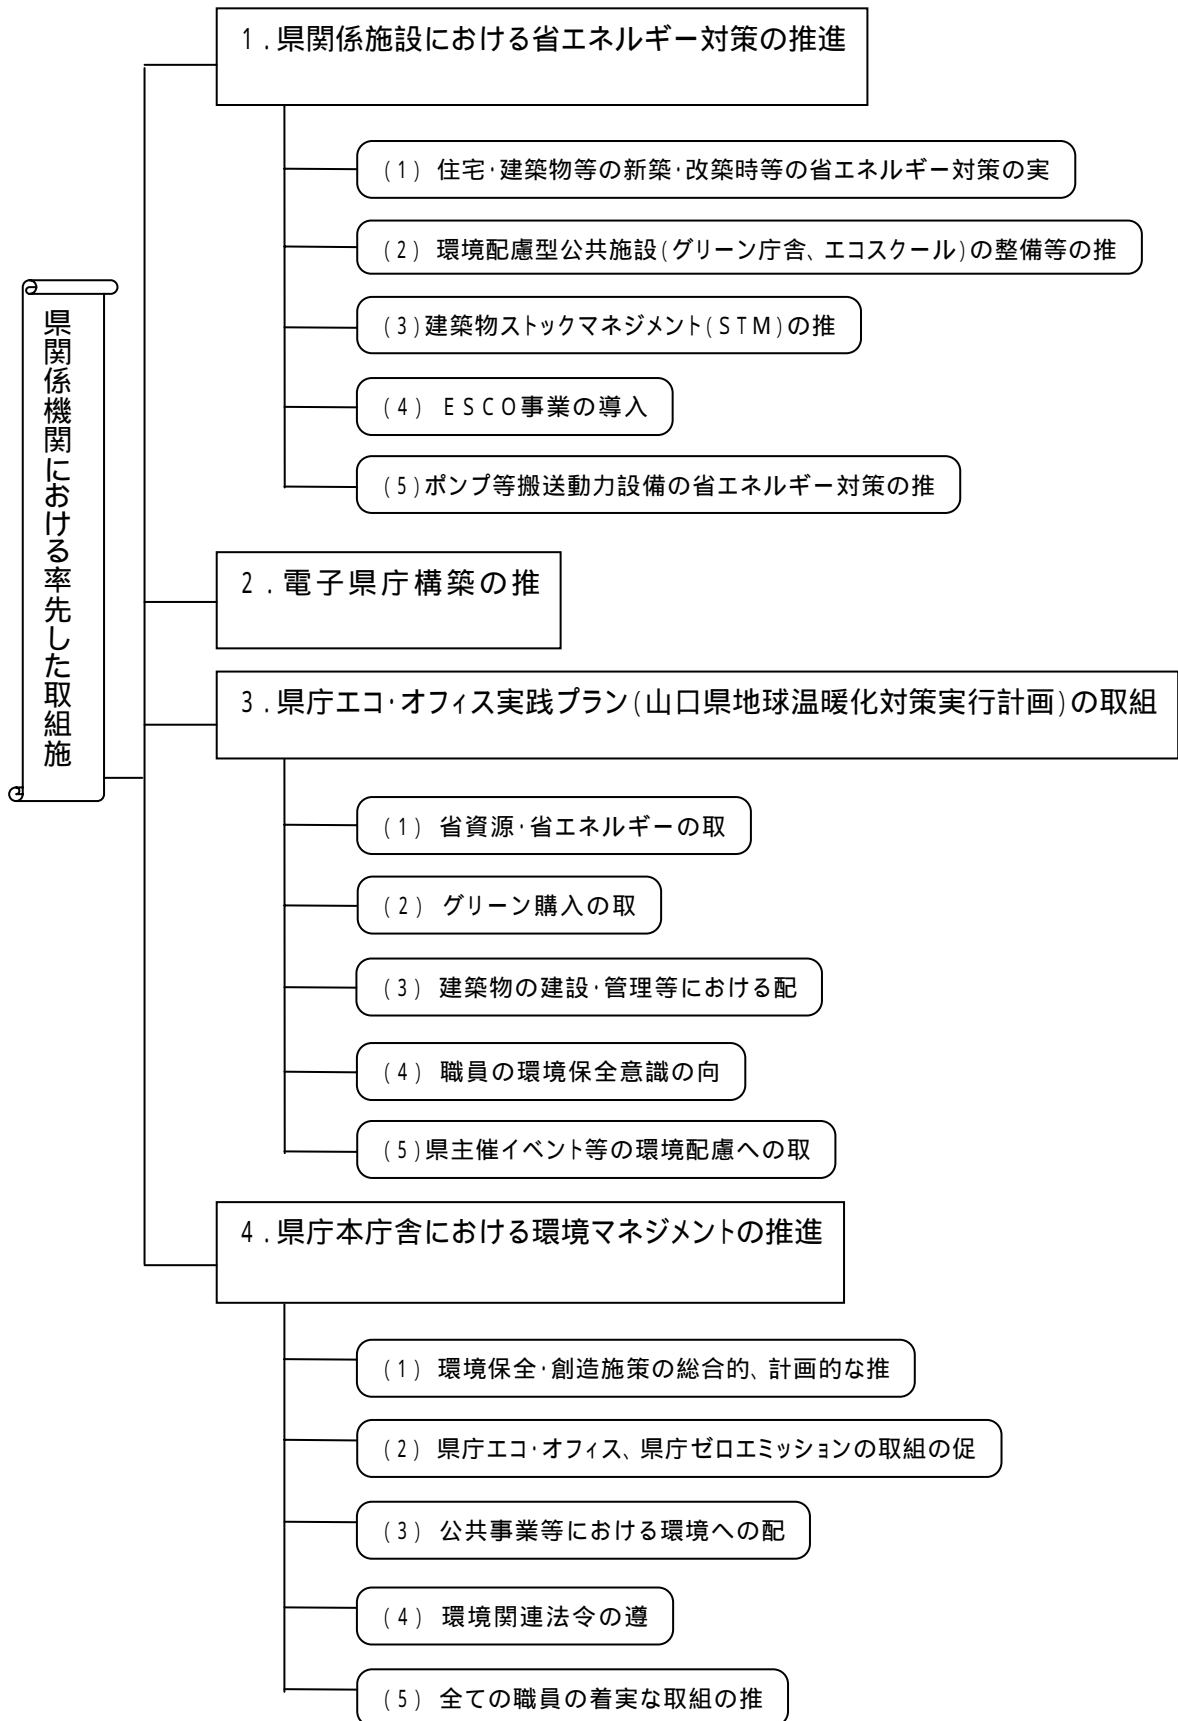 県関係機関における率先した取組施
1.県関係施設における省エネルギー対策の推進
(1) 住宅・建築物等の新築・改築時等の省エネルギー対策の実
(2) 環境配慮型公共施設(グリーン庁舎、エコスクール)の整備等の推
(3)建築物ストックマネジメント(STM)の推
(4) ESCO事業の導入
(5)ポンプ等搬送動力設備の省エネルギー対策の推
2.電子県庁構築の推
3.県庁エコ・オフィス実践プラン(山口県地球温暖化対策実行計画)の取組
(1) 省資源・省エネルギーの取
(2) グリーン購入の取
(3) 建築物の建設・管理等における配
(4) 職員の環境保全意識の向
(5)県主催イベント等の環境配慮への取
4.県庁本庁舎における環境マネジメントの推進
(1) 環境保全・創造施策の総合的、計画的な推
(2) 県庁エコ・オフィス、県庁ゼロエミッションの取組の促
(3) 公共事業等における環境への配
(4) 環境関連法令の遵
(5) 全ての職員の着実な取組の推